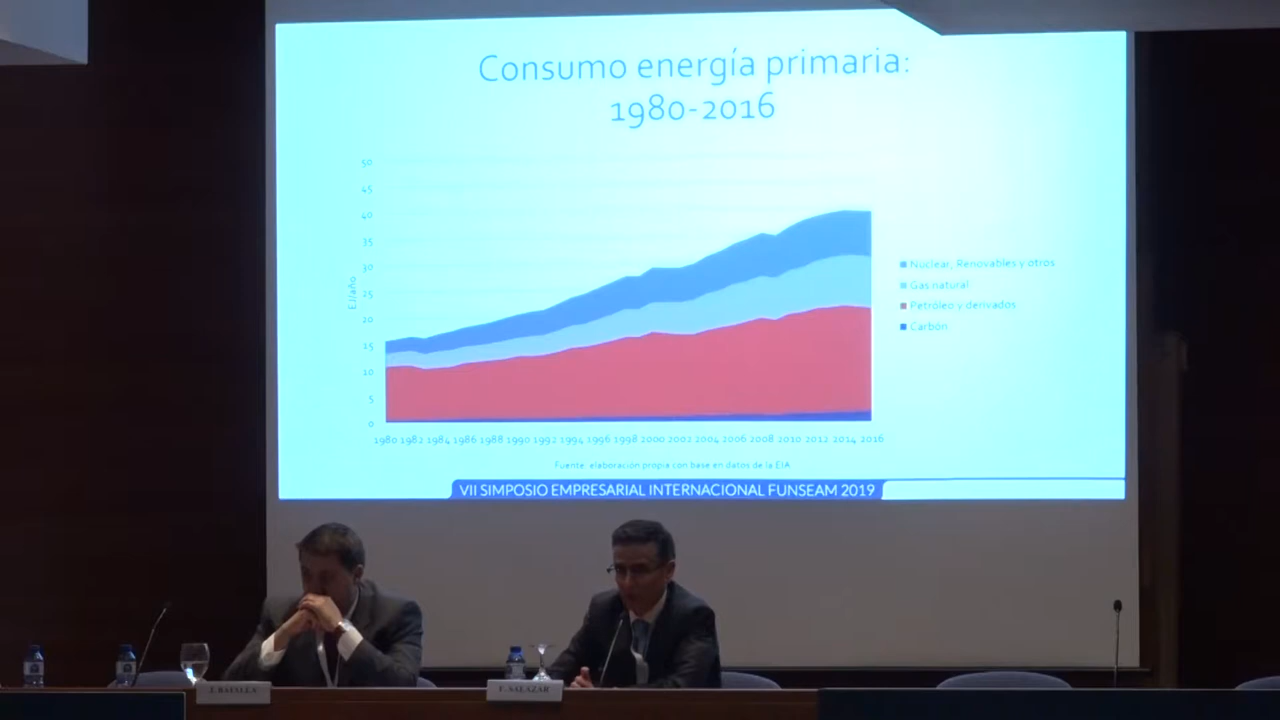 Consumo energía primaria:
1980-2016
50
45
40
35
30
25
20
15
10
5
0
EJ/año
1980 1982 1984 1986 1988 1990 1992 1994 1996 1998 2000 2002 2004 2006 2008 2010 2012 2014 2016
Nuclear, Renovables y otros
Gas natural
Petróleo y derivados
Carbón
Fuente: elaboración propia con base en datos de la EIA
VII SIMPOSIO EMPRESARIAL INTERNACIONAL FUNSEAM 2019
F. SALAZAR